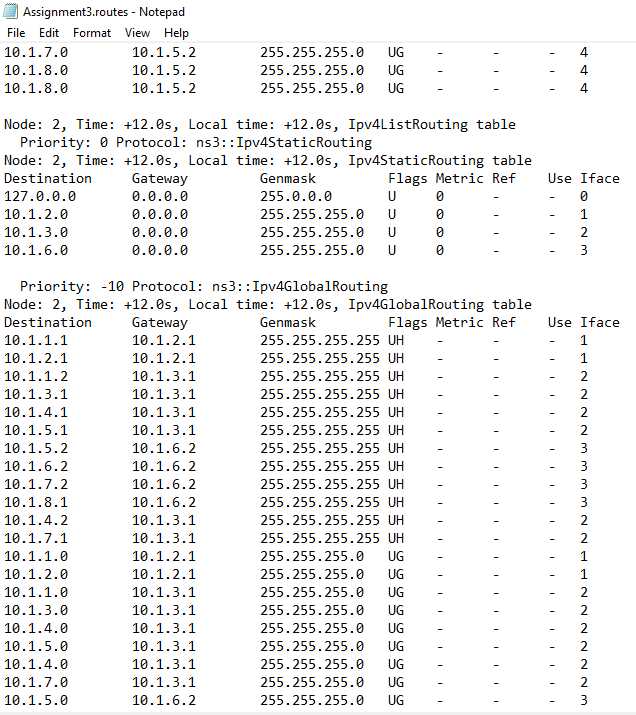 Assignment3.routes - Notepad
File Edit Format View Help
10.1.7.0 10.1.5.2 255.255.255.0 UG - - - 4
10.1.8.0 10.1.5.2 255.255.255.0 UG - - - 4
10.1.8.0 10.1.5.2 255.255.255.0 UG - - - 4
Node: 2, Time: +12.0s, Local time: +12.0s, Ipv4ListRouting table
Priority: 0 Protocol: ns3::Ipv4StaticRouting
Node: 2, Time: +12.0s, Local time: +12.0s, Ipv4StaticRouting table
Destination Gateway Genmask Flags Metric Ref Use Iface
127.0.0.0 0.0.0.0 255.0.0.0 U 0 - - 0
10.1.2.0 0.0.0.0 255.255.255.0 U 0 - - 1
10.1.3.0 0.0.0.0 255.255.255.0 U 0 - - 2
10.1.6.0 0.0.0.0 255.255.255.0 U 0 - - 3
Priority: -10 Protocol: ns3::Ipv4GlobalRouting
Node: 2, Time: +12.0s, Local time: +12.0s, Ipv4GlobalRouting table
Destination Gateway Genmask Flags Metric Ref Use Iface
10.1.1.1 10.1.2.1 255.255.255.255 UH - - - 1
10.1.2.1 10.1.2.1 255.255.255.255 UH - - - 1
10.1.1.2 10.1.3.1 255.255.255.255 UH - - - 2
10.1.3.1 10.1.3.1 255.255.255.255 UH - - - 2
10.1.4.1 10.1.3.1 255.255.255.255 UH - - - 2
10.1.5.1 10.1.3.1 255.255.255.255 UH - - - 2
10.1.5.2 10.1.6.2 255.255.255.255 UH - - - 3
10.1.6.2 10.1.6.2 255.255.255.255 UH - - - 3
10.1.7.2 10.1.6.2 255.255.255.255 UH - - - 3
10.1.8.1 10.1.6.2 255.255.255.255 UH - - - 3
10.1.4.2 10.1.3.1 255.255.255.255 UH - - - 2
10.1.7.1 10.1.3.1 255.255.255.255 UH - - - 2
10.1.1.0 10.1.2.1 255.255.255.0 UG - - - 1
10.1.2.0 10.1.2.1 255.255.255.0 UG - - - 1
10.1.1.0 10.1.3.1 255.255.255.0 UG - - - 2
10.1.3.0 10.1.3.1 255.255.255.0 UG - - - 2
10.1.4.0 10.1.3.1 255.255.255.0 UG - - - 2
10.1.5.0 10.1.3.1 255.255.255.0 UG - - - 2
10.1.4.0 10.1.3.1 255.255.255.0 UG - - - 2
10.1.7.0 10.1.3.1 255.255.255.0 UG - - - 2
10.1.5.0 10.1.6.2 255.255.255.0 UG - - - 3